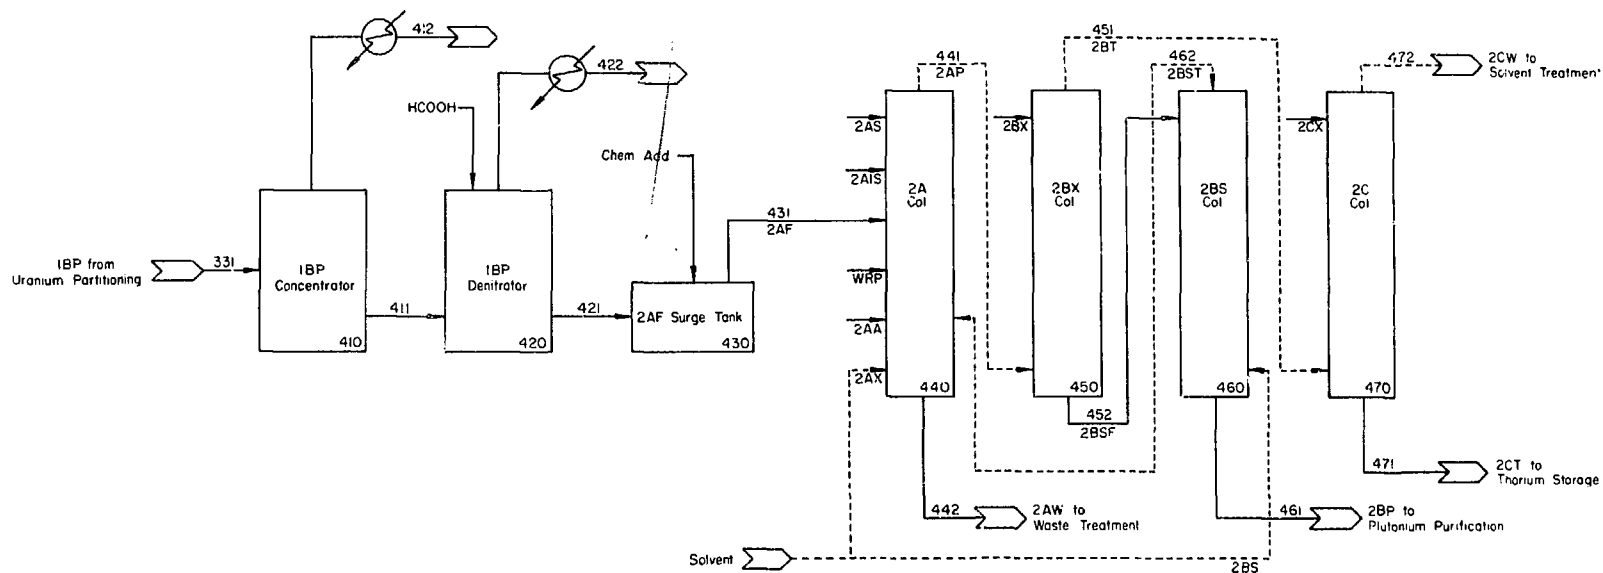 412
422
HCOOH
Chem Add
1BP from
Uranium Partitioning
331
1BP
Concentrator
410
411
1BP
Denitrator
420
421
2AF Surge Tank
430
431
2AF
441
2AP
451
2BT
462
2BST
472
2CW to
Solvent Treatment
2AS
2AIS
WRP
2AA
2AX
2A
Col
440
2BX
2BX
Col
450
452
2BSF
2BS
Col
460
2CX
2C
Col
470
471
2CT to
Thorium Storage
442
2AW to
Waste Treatment
461
2BP to
Plutonium Purification
Solvent
2BS